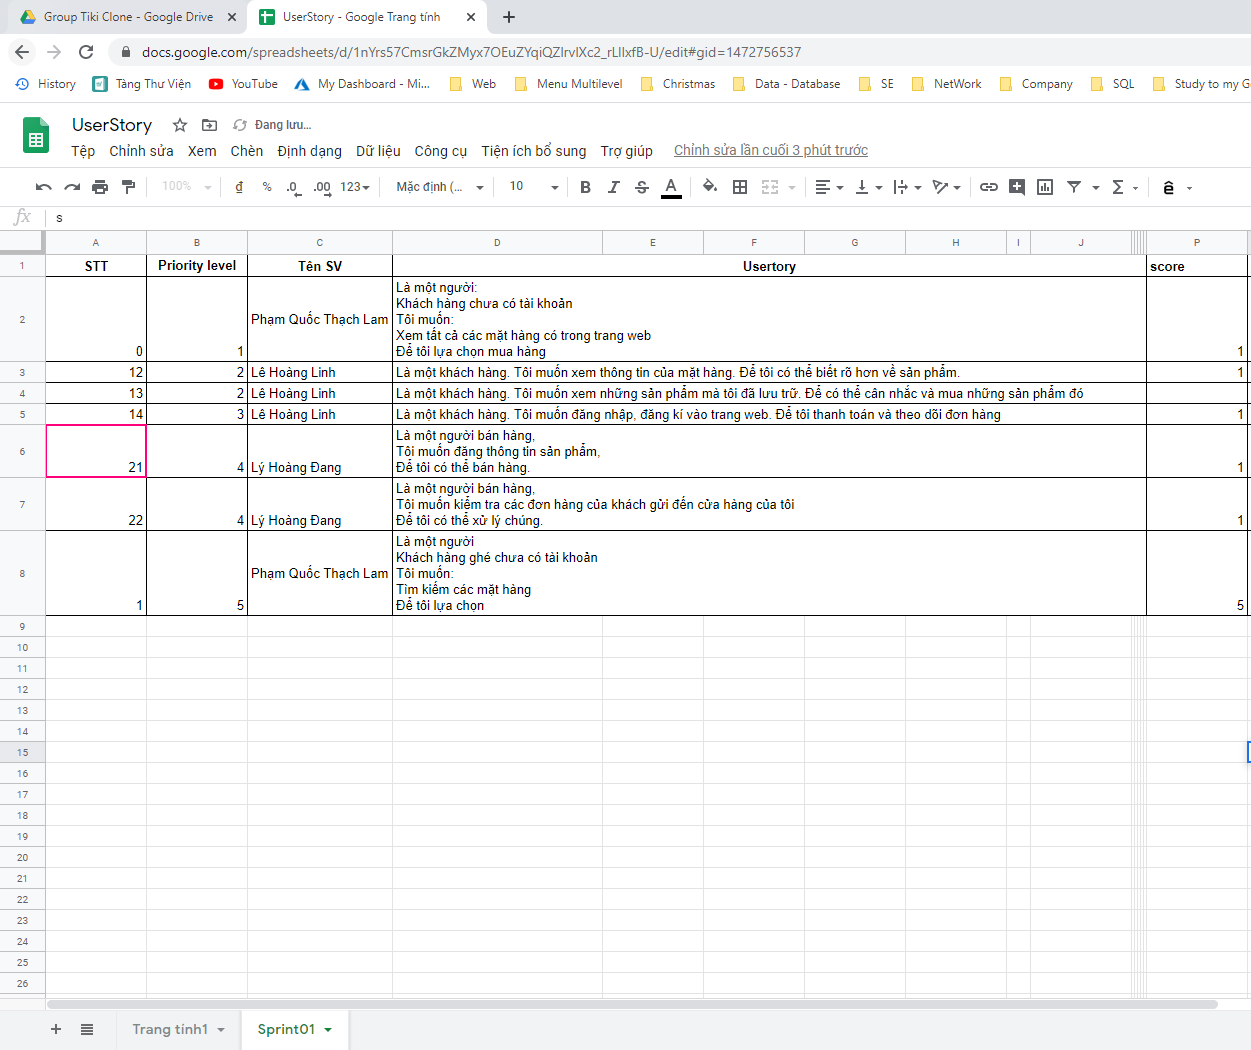 Group Tiki Clone - Google Drive
UserStory - Google Trang tính
docs.google.com/spreadsheets/d/1nYrs57CmsrGkZMyx7OEuZYqiQZIrvIXc2_rLIlxfB-U/edit#gid=1472756537
History Tàng Thư Viện YouTube My Dashboard - Mi... Web Menu Multilevel Christmas Data - Database SE NetWork Company SQL Study to my G
UserStory Đang lưu...
Tệp Chỉnh sửa Xem Chèn Định dạng Dữ liệu Công cụ Tiện ích bổ sung Trợ giúp Chỉnh sửa lần cuối 3 phút trước
100% đ % .0 .00 123 Mặc định (... 10 B I S A Σ ê
fx s
A B C D E F G H I J P
1 STT Priority level Tên SV Usertory score
2 0 1 Phạm Quốc Thạch Lam
Là một người:
Khách hàng chưa có tài khoản
Tôi muốn:
Xem tất cả các mặt hàng có trong trang web
Để tôi lựa chọn mua hàng
1
3 12 2 Lê Hoàng Linh Là một khách hàng. Tôi muốn xem thông tin của mặt hàng. Để tôi có thể biết rõ hơn về sản phẩm. 1
4 13 2 Lê Hoàng Linh Là một khách hàng. Tôi muốn xem những sản phẩm mà tôi đã lưu trữ. Để có thể cân nhắc và mua những sản phẩm đó
5 14 3 Lê Hoàng Linh Là một khách hàng. Tôi muốn đăng nhập, đăng kí vào trang web. Để tôi thanh toán và theo dõi đơn hàng 1
6 21 4 Lý Hoàng Đang
Là một người bán hàng,
Tôi muốn đăng thông tin sản phẩm,
Để tôi có thể bán hàng.
1
7 22 4 Lý Hoàng Đang
Là một người bán hàng,
Tôi muốn kiểm tra các đơn hàng của khách gửi đến cửa hàng của tôi
Để tôi có thể xử lý chúng.
1
8 1 5 Phạm Quốc Thạch Lam
Là một người
Khách hàng ghé chưa có tài khoản
Tôi muốn:
Tìm kiếm các mặt hàng
Để tôi lựa chọn
5
9
10
11
12
13
14
15
16
17
18
19
20
21
22
23
24
25
26
Trang tính1 Sprint01